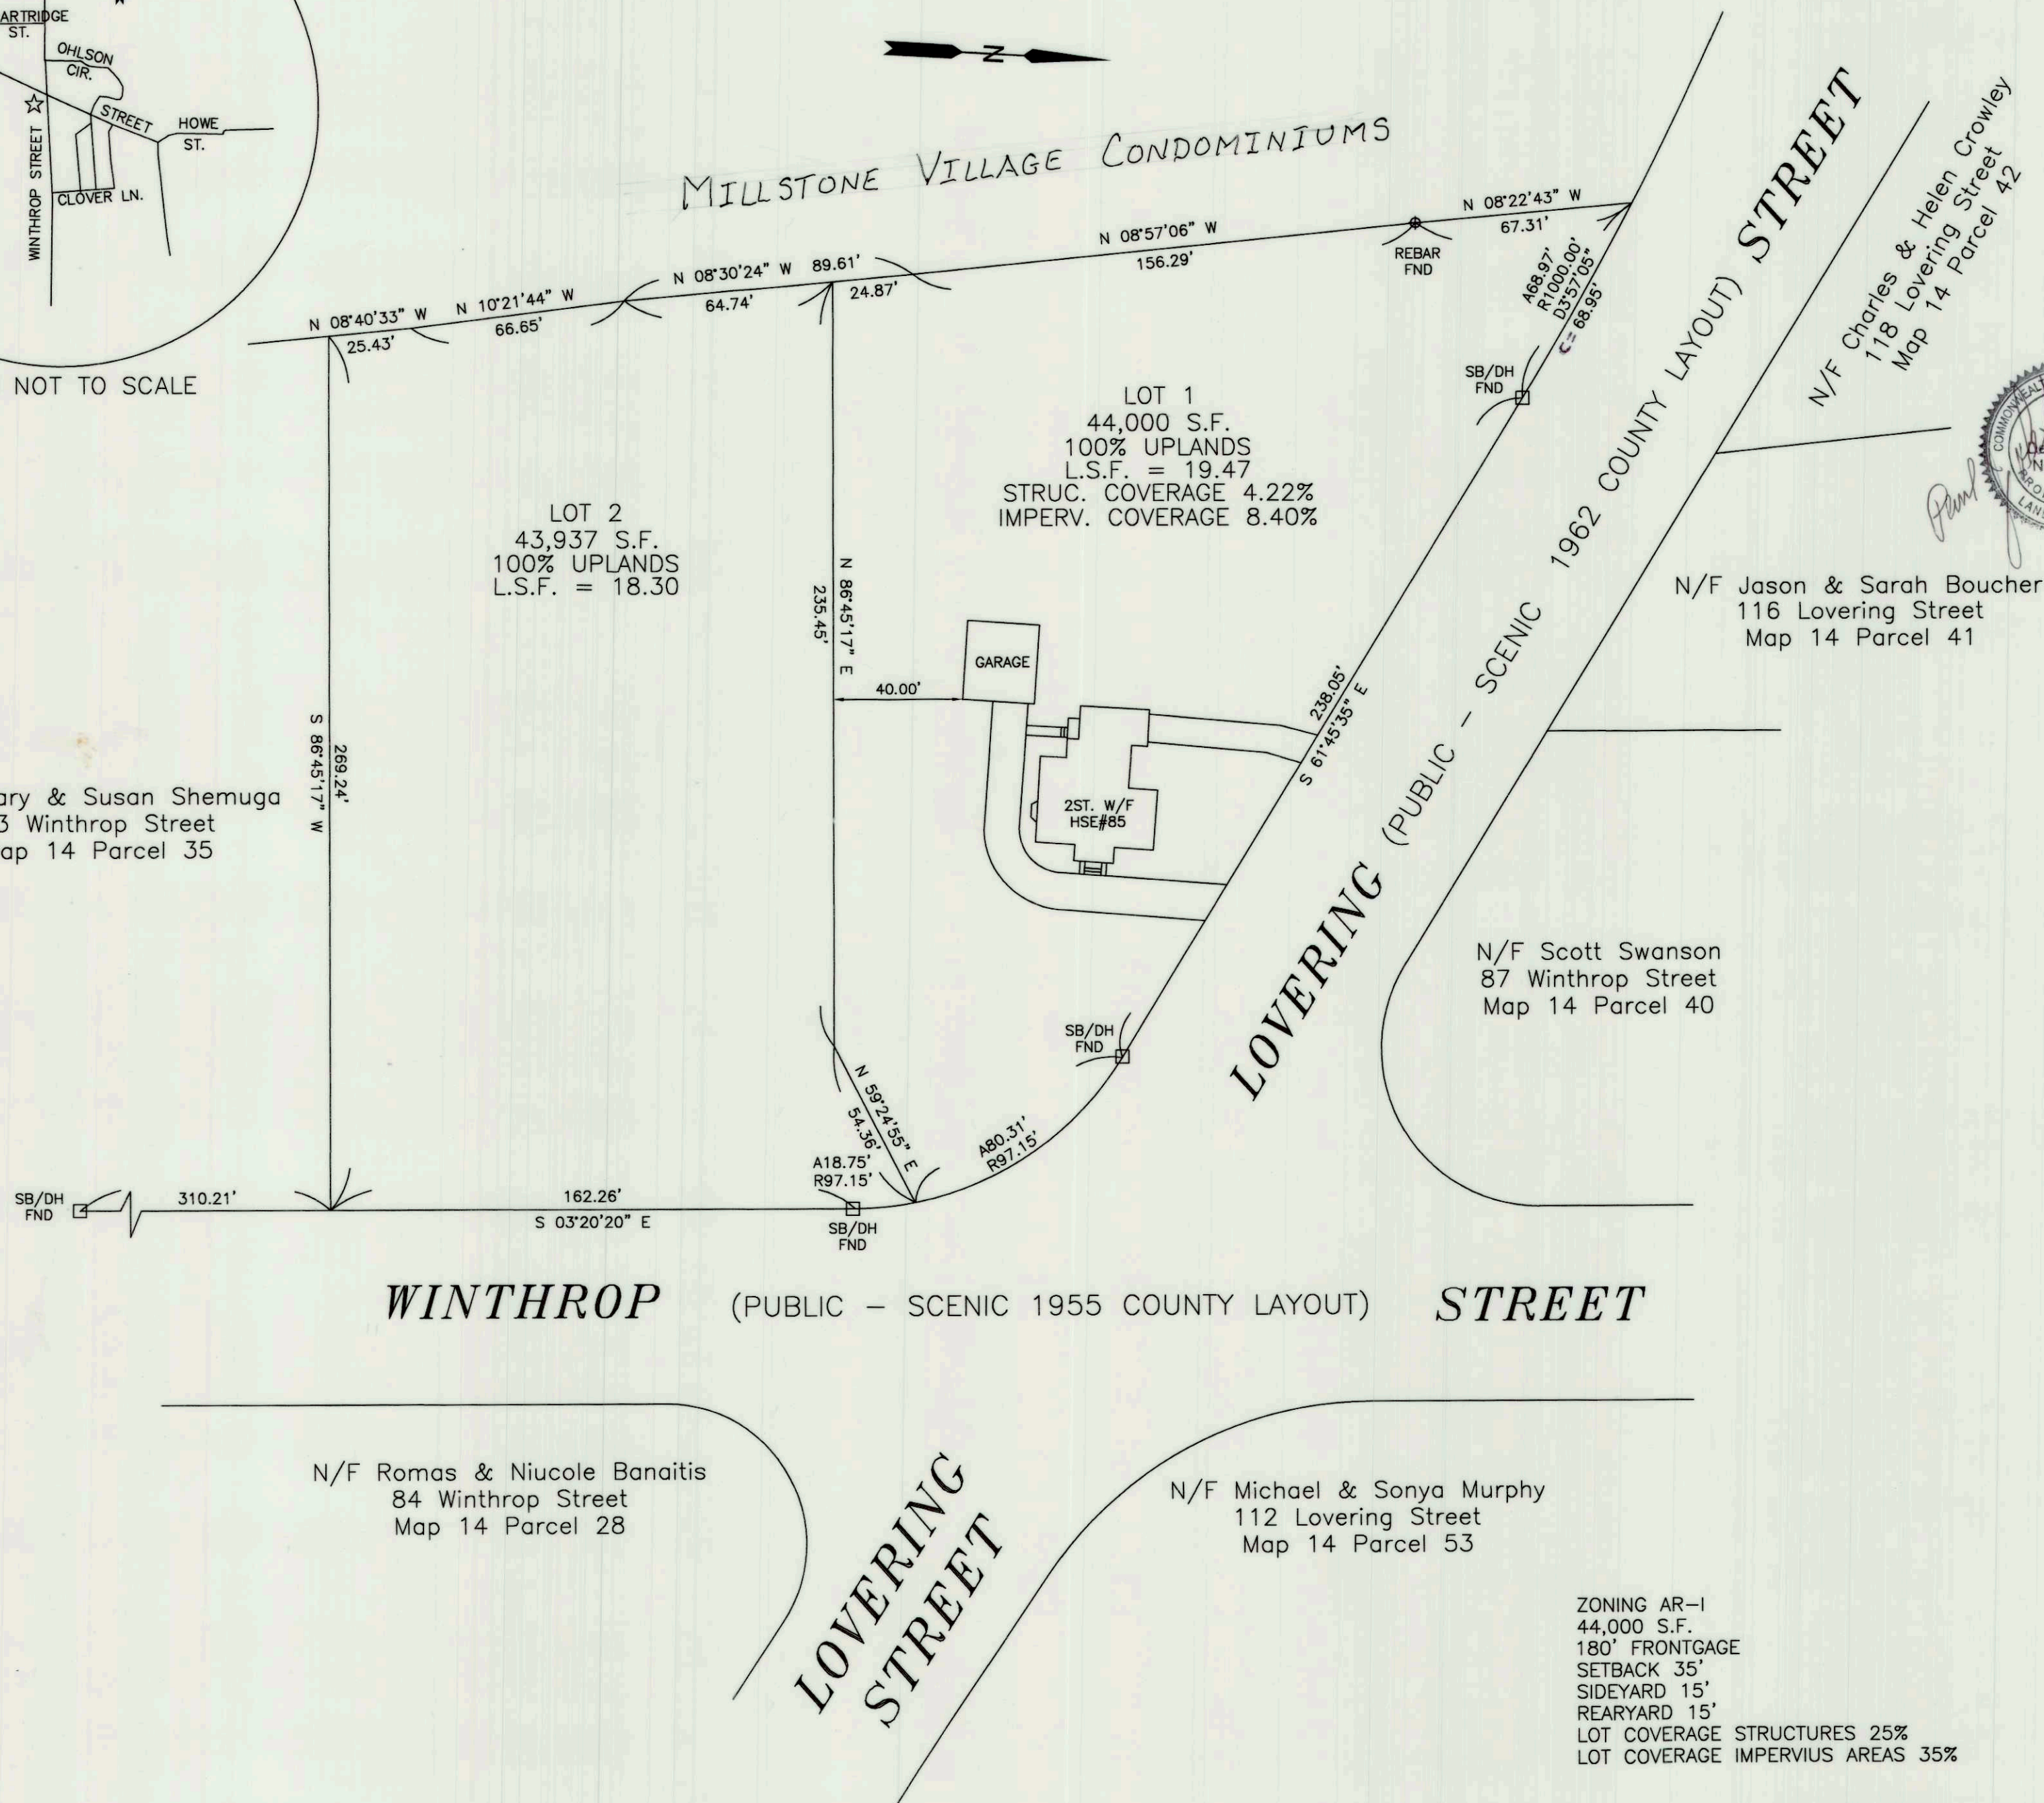 ARTRIDGE
ST.
OHLSON
CIR.
STREET
HOWE
ST.
WINTHROP STREET
CLOVER LN.
NOT TO SCALE
N
MILLSTONE VILLAGE CONDOMINIUMS
N 08°40'33" W
25.43'
N 10°21'44" W
66.65'
N 08°30'24" W 89.61'
64.74'
24.87'
N 08°57'06" W
156.29'
REBAR
FND
N 08°22'43" W
67.31'
A68.97'
R1000.00'
D3°57'05"
C= 68.95'
SB/DH
FND
LOT 1
44,000 S.F.
100% UPLANDS
L.S.F. = 19.47
STRUC. COVERAGE 4.22%
IMPERV. COVERAGE 8.40%
LOT 2
43,937 S.F.
100% UPLANDS
L.S.F. = 18.30
N 86°45'17" E
235.45'
GARAGE
40.00'
2ST. W/F
HSE#85
238.05'
S 61°45'35" E
269.24'
S 86°45'17" W
ary & Susan Shemuga
3 Winthrop Street
ap 14 Parcel 35
LOVERING (PUBLIC - SCENIC 1962 COUNTY LAYOUT) STREET
N/F Charles & Helen Crowley
118 Lovering Street
Map 14 Parcel 42
COMMONWEAL
Paul
N/F Jason & Sarah Boucher
116 Lovering Street
Map 14 Parcel 41
N/F Scott Swanson
87 Winthrop Street
Map 14 Parcel 40
SB/DH
FND
N 59°24'55" E
54.36'
A80.31'
R97.15'
A18.75'
R97.15'
SB/DH
FND
310.21'
162.26'
S 03°20'20" E
SB/DH
FND
WINTHROP (PUBLIC - SCENIC 1955 COUNTY LAYOUT) STREET
N/F Romas & Niucole Banaitis
84 Winthrop Street
Map 14 Parcel 28
LOVERING
STREET
N/F Michael & Sonya Murphy
112 Lovering Street
Map 14 Parcel 53
ZONING AR-I
44,000 S.F.
180' FRONTGAGE
SETBACK 35'
SIDEYARD 15'
REARYARD 15'
LOT COVERAGE STRUCTURES 25%
LOT COVERAGE IMPERVIUS AREAS 35%